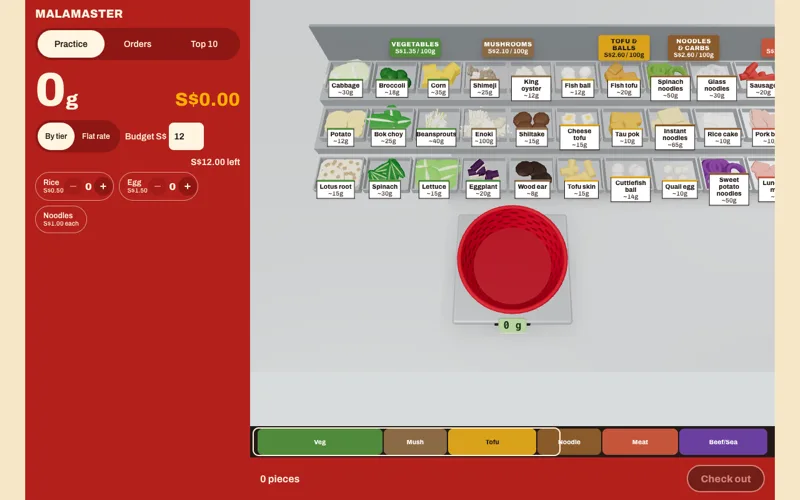 MALAMASTER
Practice
Orders
Top 10
0g
S$0.00
By tier
Flat rate
Budget S$
12
S$12.00 left
Rice
S$0.50
− 0 +
Egg
S$1.50
− 0 +
Noodles
S$1.00 each
VEGETABLES
S$1.35 / 100g
MUSHROOMS
S$2.10 / 100g
TOFU &
BALLS
S$2.60 / 100g
NOODLES
& CARBS
S$2.60 / 100g
S$
Cabbage
~30g
Broccoli
~18g
Corn
~35g
Shimeji
~25g
King
oyster
~12g
Fish ball
~12g
Fish tofu
~20g
Spinach
noodles
~60g
Glass
noodles
~30g
Sausage
~20g
Potato
~12g
Bok choy
~25g
Beansprouts
~40g
Enoki
~100g
Shiitake
~15g
Cheese
tofu
~15g
Tau pok
~10g
Instant
noodles
~65g
Rice cake
~10g
Pork b
Lotus root
~15g
Spinach
~30g
Lettuce
~15g
Eggplant
~20g
Wood ear
~8g
Tofu skin
~15g
Cuttlefish
ball
~14g
Quail egg
~10g
Sweet
potato
noodles
~50g
0 g
Veg
Mush
Tofu
Noodle
Meat
Beef/Sea
0 pieces
Check out